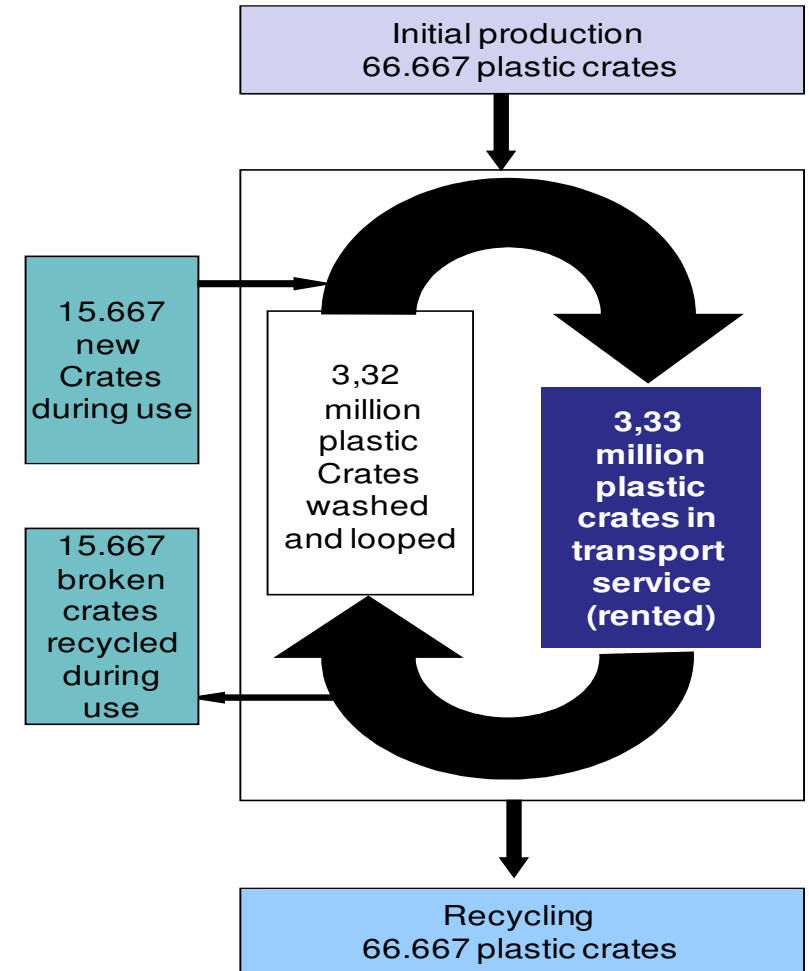 Initial production
66.667 plastic crates
15.667
new
Crates
during use
3,32
million
plastic
Crates
washed
and looped
3,33
million
plastic
crates in
transport
service
(rented)
15.667
broken
crates
recycled
during
use
Recycling
66.667 plastic crates